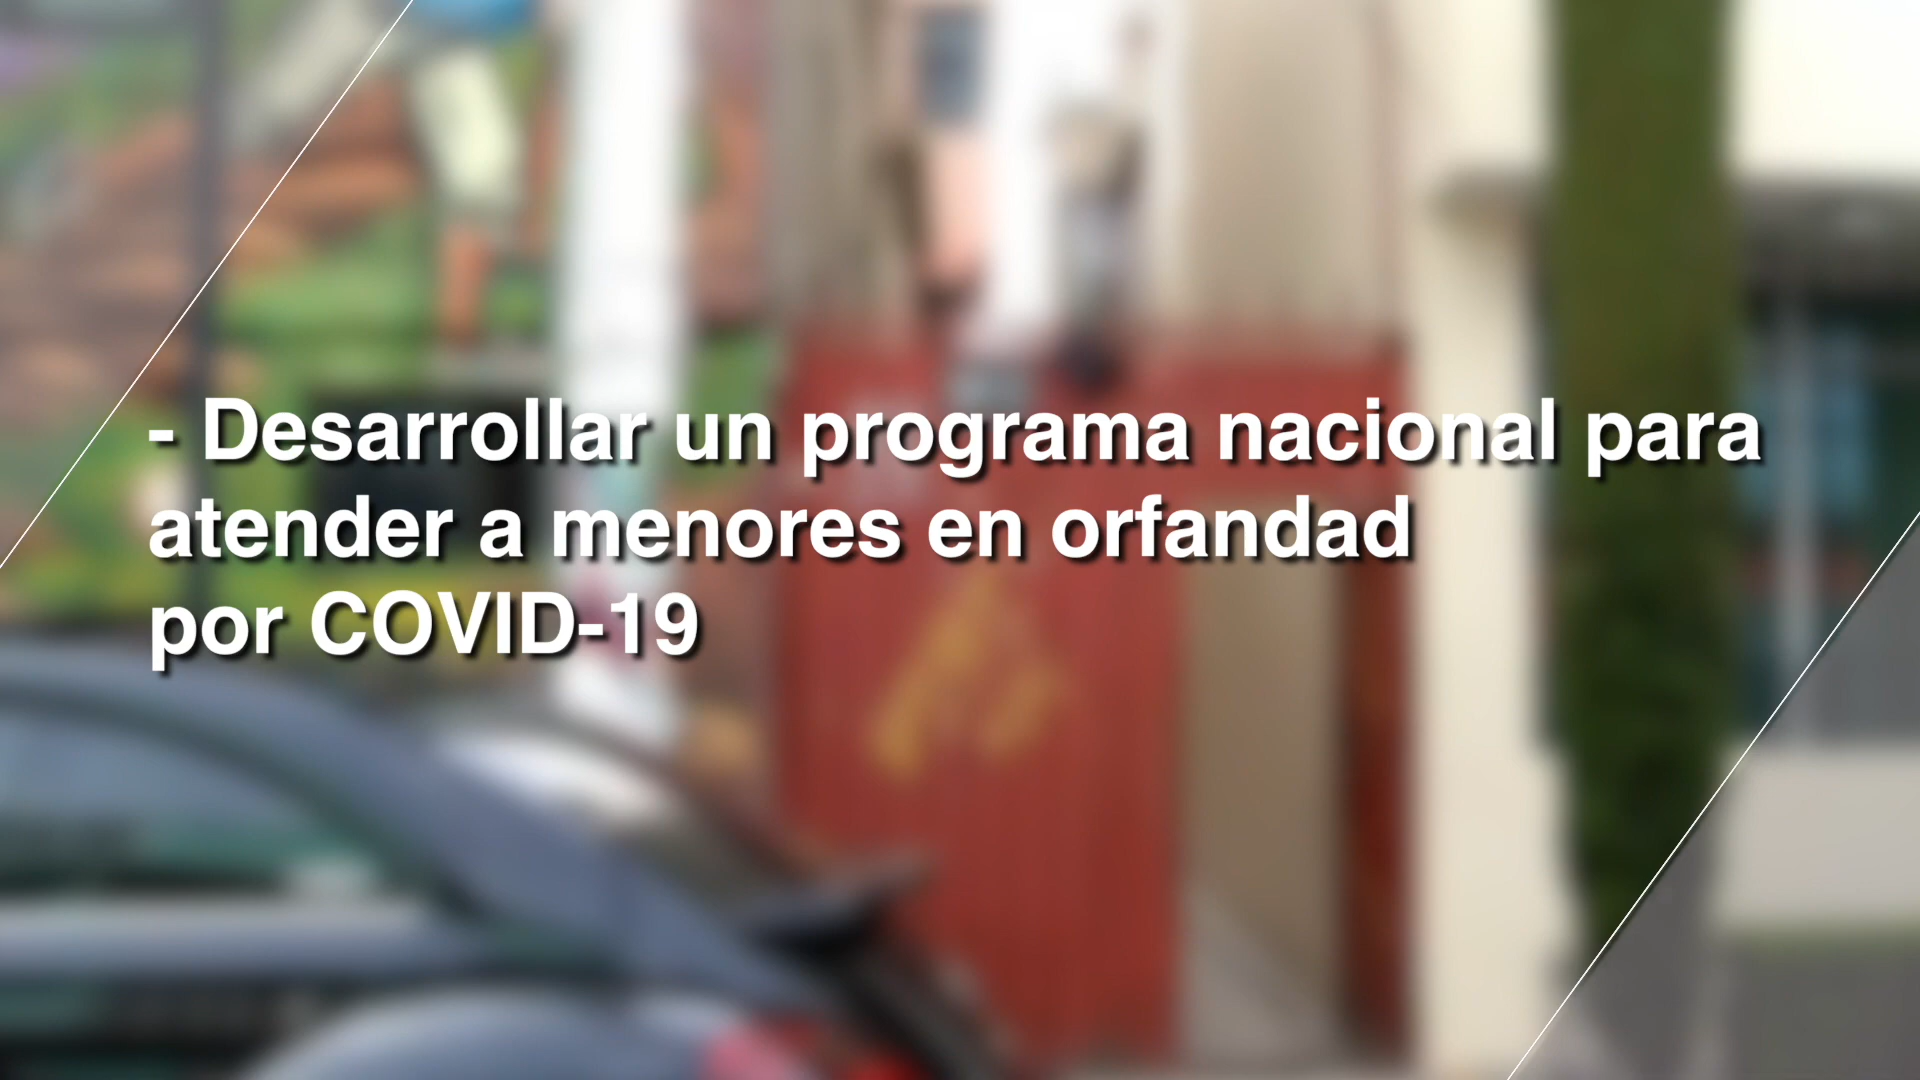 - Desarrollar un programa nacional para
atender a menores en orfandad
por COVID-19